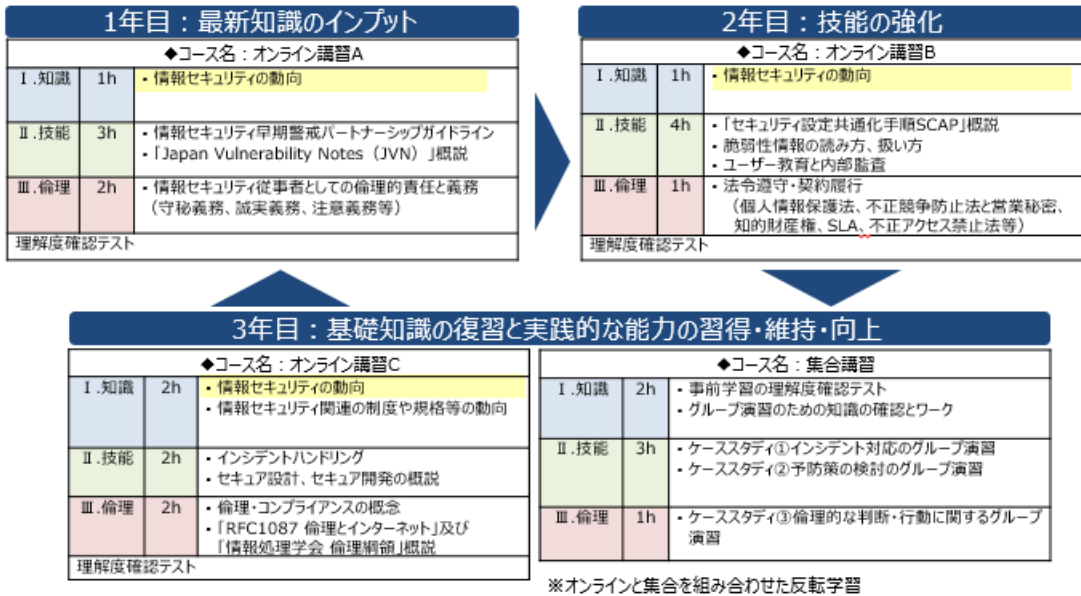 1年目：最新知識のインプット
◆コース名：オンライン講習A
Ⅰ.知識 1h ・情報セキュリティの動向
Ⅱ.技能 3h ・情報セキュリティ早期警戒パートナーシップガイドライン
・「Japan Vulnerability Notes（JVN）」概説
Ⅲ.倫理 2h ・情報セキュリティ従事者としての倫理的責任と義務
（守秘義務、誠実義務、注意義務等）
理解度確認テスト
2年目：技能の強化
◆コース名：オンライン講習B
Ⅰ.知識 1h ・情報セキュリティの動向
Ⅱ.技能 4h ・「セキュリティ設定共通化手順SCAP」概説
・脆弱性情報の読み方、扱い方
・ユーザー教育と内部監査
Ⅲ.倫理 1h ・法令遵守・契約履行
（個人情報保護法、不正競争防止法と営業秘密、
知的財産権、SLA、不正アクセス禁止法等）
理解度確認テスト
3年目：基礎知識の復習と実践的な能力の習得・維持・向上
◆コース名：オンライン講習C
Ⅰ.知識 2h ・情報セキュリティの動向
・情報セキュリティ関連の制度や規格等の動向
Ⅱ.技能 2h ・インシデントハンドリング
・セキュア設計、セキュア開発の概説
Ⅲ.倫理 2h ・倫理・コンプライアンスの概念
・「RFC1087 倫理とインターネット」及び
「情報処理学会 倫理綱領」概説
理解度確認テスト
◆コース名：集合講習
Ⅰ.知識 2h ・事前学習の理解度確認テスト
・グループ演習のための知識の確認とワーク
Ⅱ.技能 3h ・ケーススタディ①インシデント対応のグループ演習
・ケーススタディ②予防策の検討のグループ演習
Ⅲ.倫理 1h ・ケーススタディ③倫理的な判断・行動に関するグループ
演習
※オンラインと集合を組み合わせた反転学習